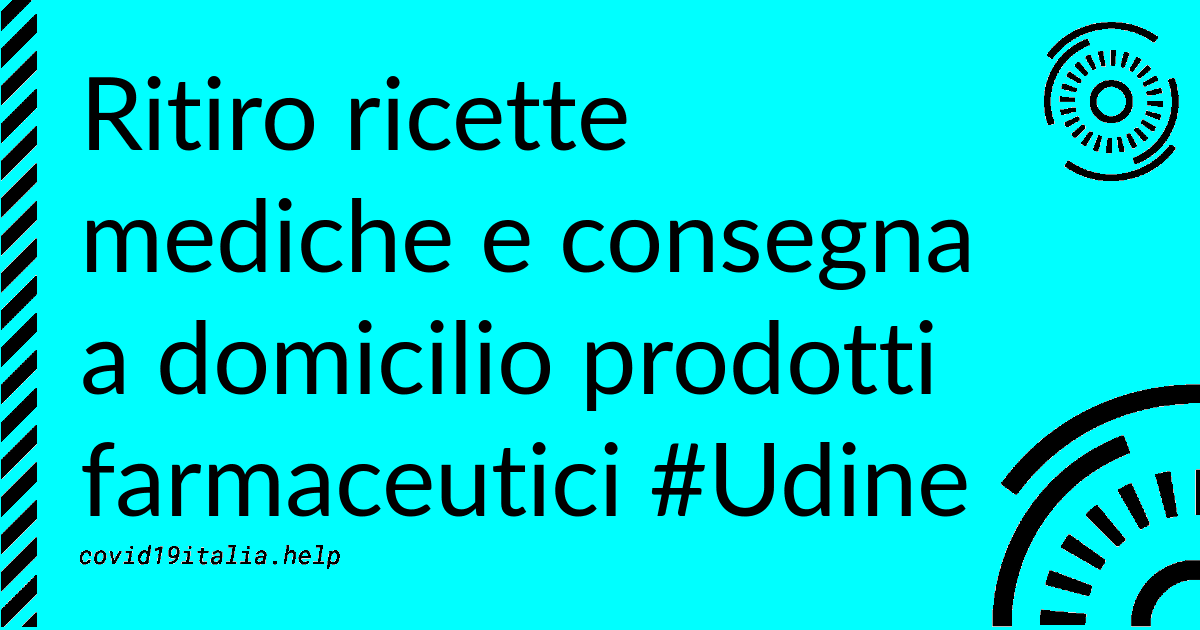 Ritiro ricette
mediche e consegna
a domicilio prodotti
farmaceutici #Udine
covid19italia.help